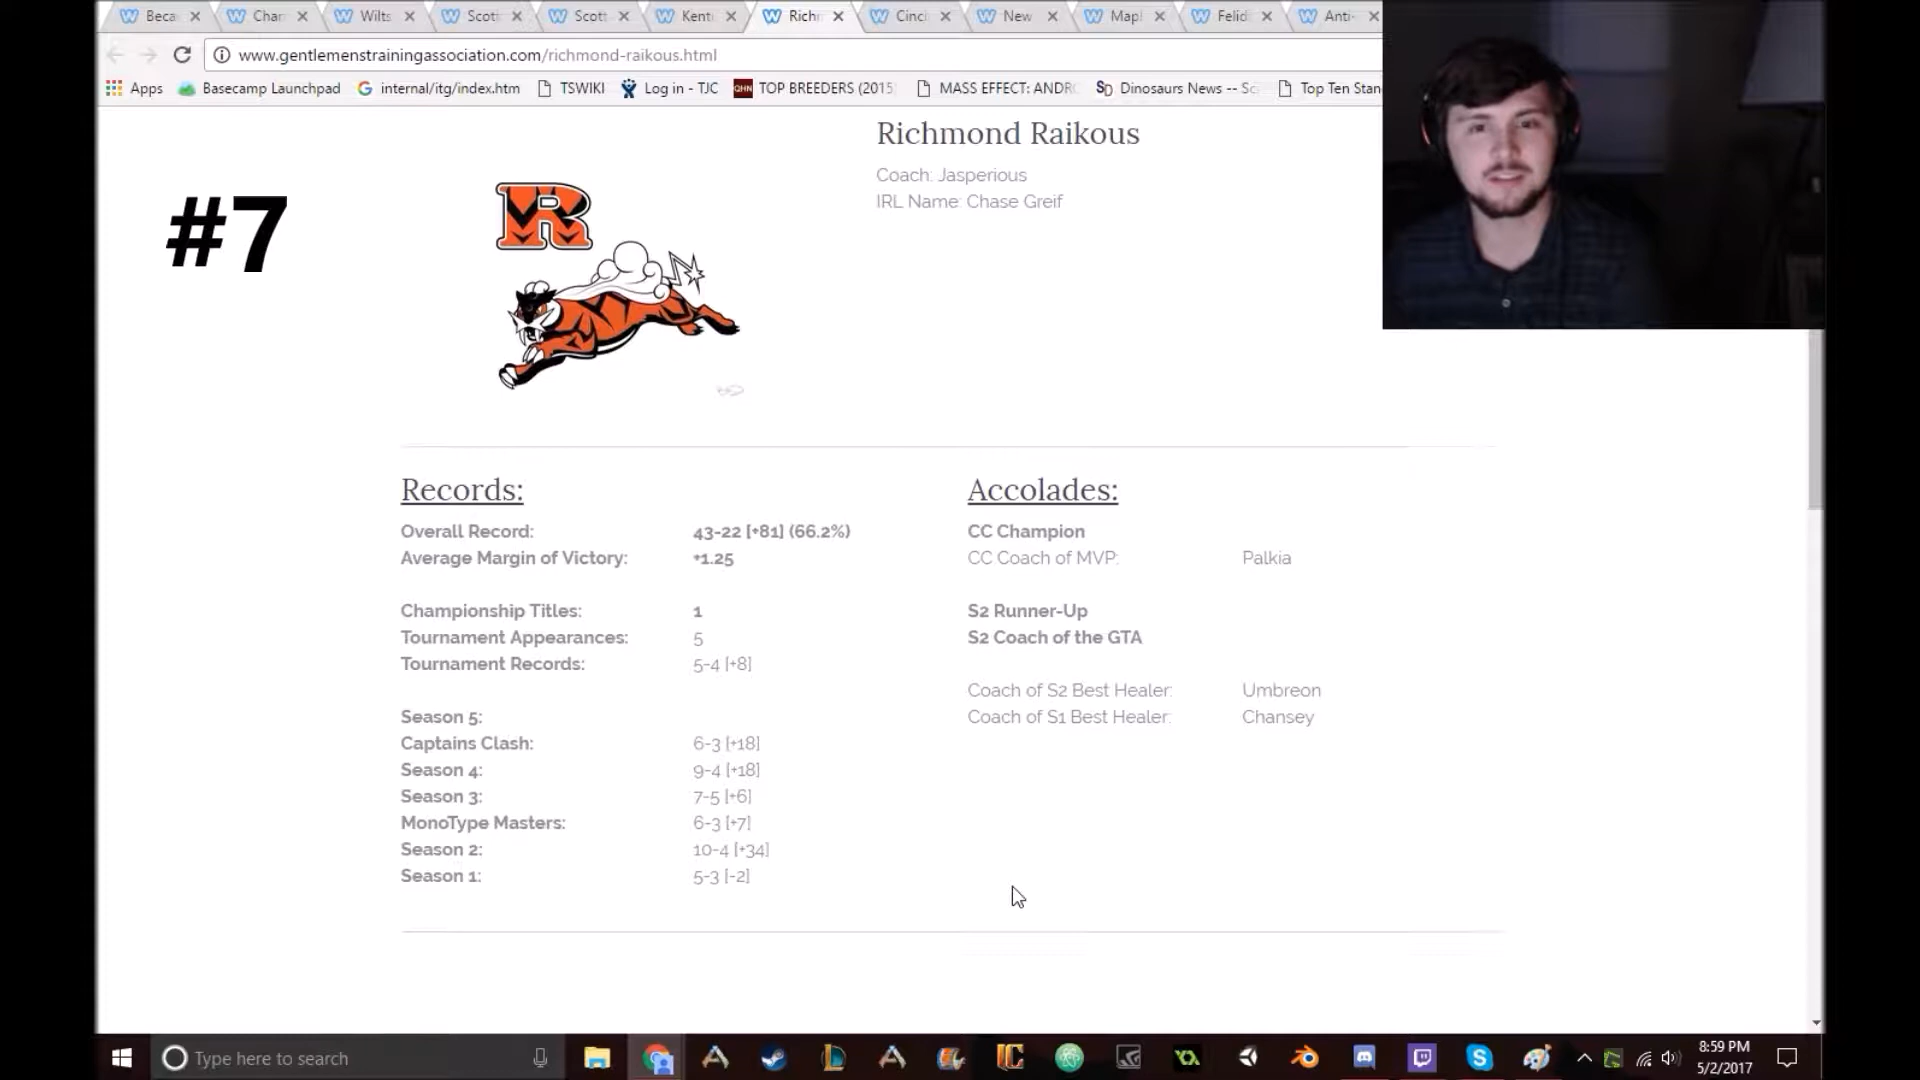 Beca
Char
Wilts
Scotti
Scott
Kent
Rich
Cinc
New
Mapl
Felid
Anti-
www.gentlemenstrainingassociation.com/richmond-raikous.html
Apps
Basecamp Launchpad
internal/itg/index.htm
TSWIKI
Log in - TJC
QHN
TOP BREEDERS (2015
MASS EFFECT: ANDR
SD
Dinosaurs News -- Sc
Top Ten Stan
#7
R
Richmond Raikous
Coach: Jasperious
IRL Name: Chase Greif
Records:
Overall Record: 43-22 [+81] (66.2%)
Average Margin of Victory: +1.25
Championship Titles: 1
Tournament Appearances: 5
Tournament Records: 5-4 [+8]
Season 5:
Captains Clash: 6-3 [+18]
Season 4: 9-4 [+18]
Season 3: 7-5 [+6]
MonoType Masters: 6-3 [+7]
Season 2: 10-4 [+34]
Season 1: 5-3 [-2]
Accolades:
CC Champion
CC Coach of MVP: Palkia
S2 Runner-Up
S2 Coach of the GTA
Coach of S2 Best Healer: Umbreon
Coach of S1 Best Healer: Chansey
Type here to search
8:59 PM
5/2/2017